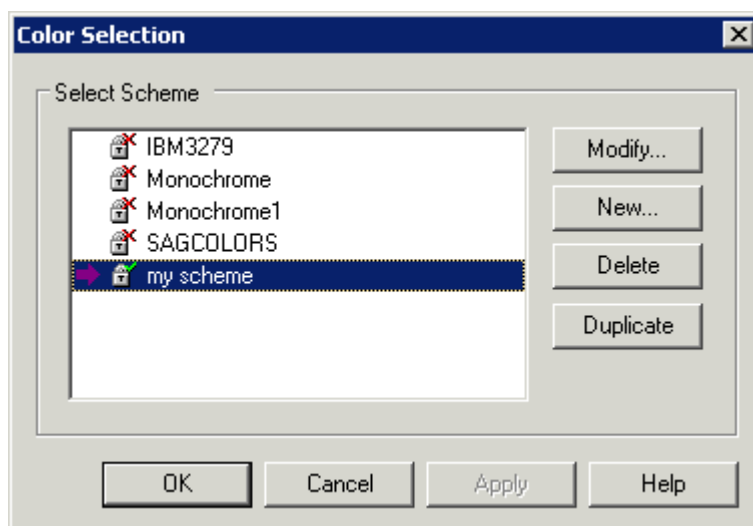 Color Selection
Select Scheme
IBM3279
Monochrome
Monochrome1
SAGCOLORS
my scheme
Modify...
New...
Delete
Duplicate
OK
Cancel
Apply
Help